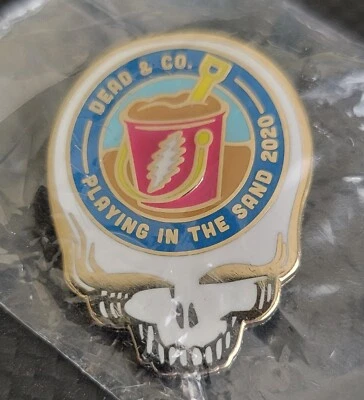 DEAD & CO.
PLAYING IN THE SAND 2020